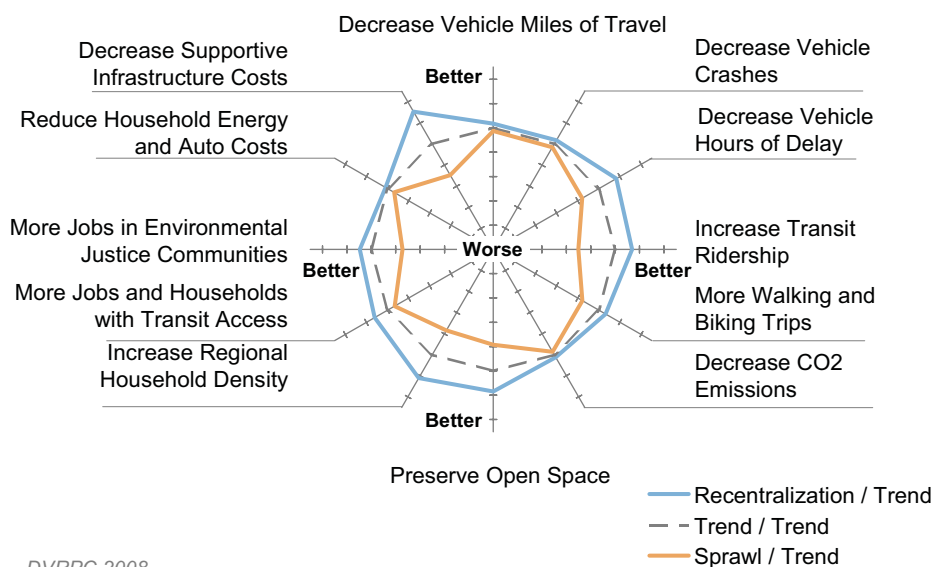 Decrease Vehicle Miles of Travel
Decrease Supportive
Infrastructure Costs
Better
Decrease Vehicle
Crashes
Reduce Household Energy
and Auto Costs
Decrease Vehicle
Hours of Delay
More Jobs in Environmental
Justice Communities
Better
Worse
Better
Increase Transit
Ridership
More Jobs and Households
with Transit Access
More Walking and
Biking Trips
Increase Regional
Household Density
Decrease CO2
Emissions
Better
Preserve Open Space
Recentralization / Trend
Trend / Trend
Sprawl / Trend
DVRPC 2008